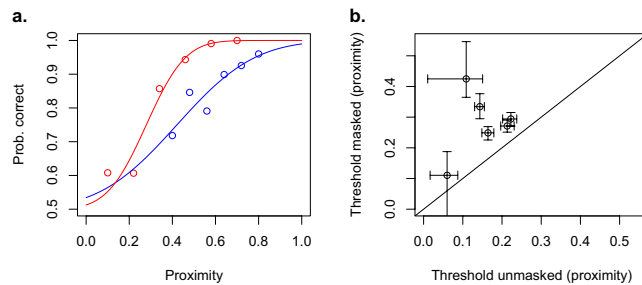 a.
Prob. correct
0.5 0.6 0.7 0.8 0.9 1.0
0.0 0.2 0.4 0.6 0.8 1.0
Proximity
b.
Threshold masked (proximity)
0.0 0.2 0.4
0.0 0.1 0.2 0.3 0.4 0.5
Threshold unmasked (proximity)